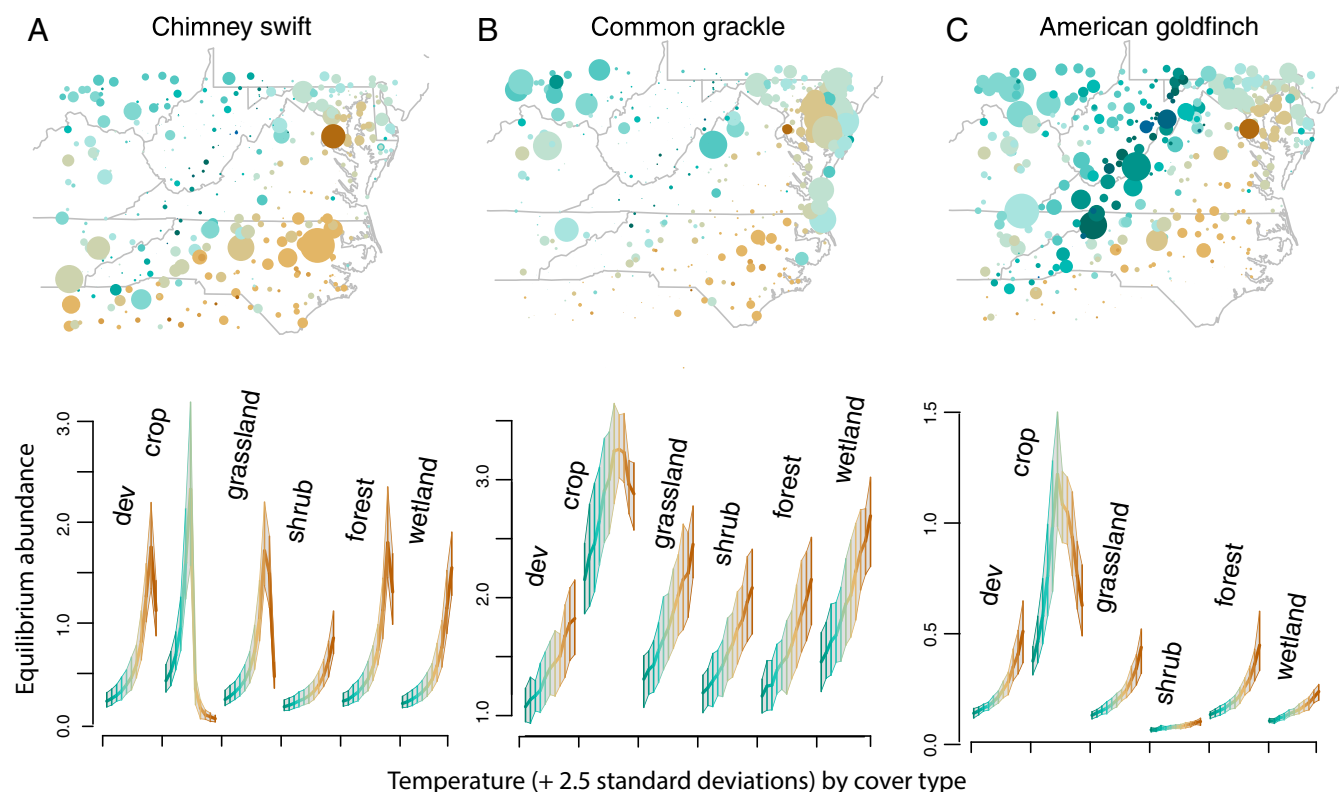 A Chimney swift
B Common grackle
C American goldfinch
Equilibrium abundance
3.0
2.0
1.0
0.0
dev
crop
grassland
shrub
forest
wetland
3.0
2.0
1.0
dev
crop
grassland
shrub
forest
wetland
1.5
1.0
0.5
0.0
dev
crop
grassland
shrub
forest
wetland
Temperature (+ 2.5 standard deviations) by cover type